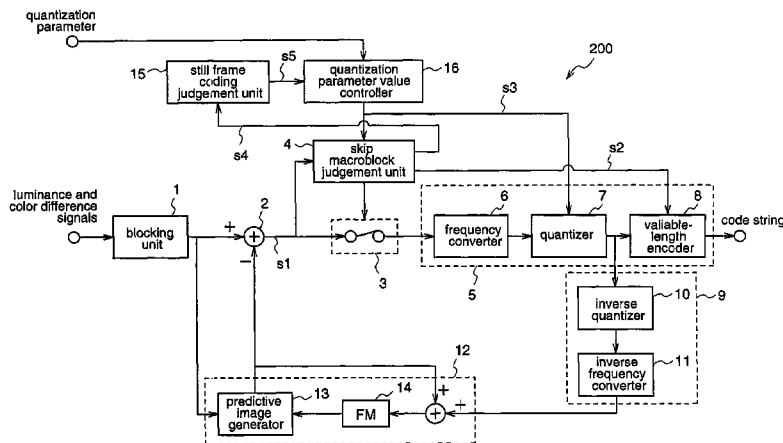 quantization
parameter
200
s5
15
still frame
coding
judgement unit
quantization
parameter value
controller
16
s3
s4
4
skip
macroblock
judgement unit
s2
luminance and
color difference
signals
1
blocking
unit
+
2
+
−
s1
3
6
frequency
converter
7
quantizer
8
valiable-
length
encoder
code string
5
inverse
quantizer
10
9
inverse
frequency
converter
11
12
13
predictive
image
generator
14
FM
+
+
+